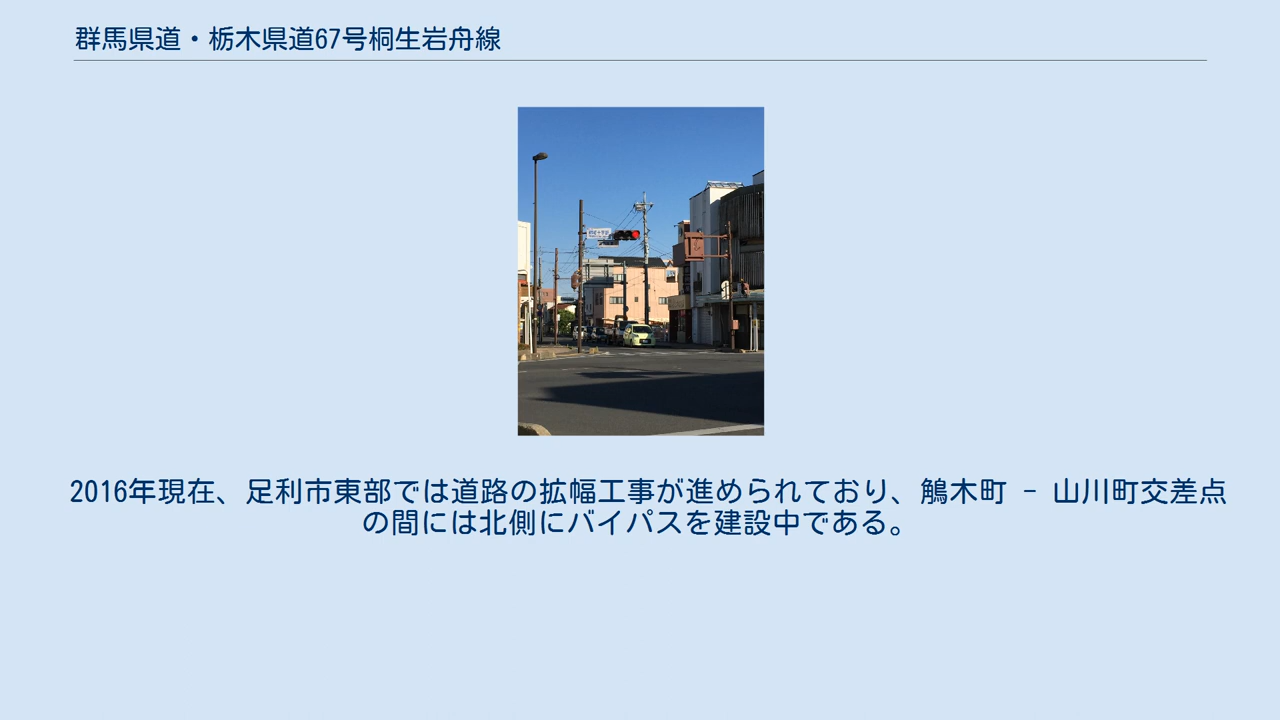 群馬県道・栃木県道67号桐生岩舟線
2016年現在、足利市東部では道路の拡幅工事が進められており、鵤木町 - 山川町交差点
の間には北側にバイパスを建設中である。